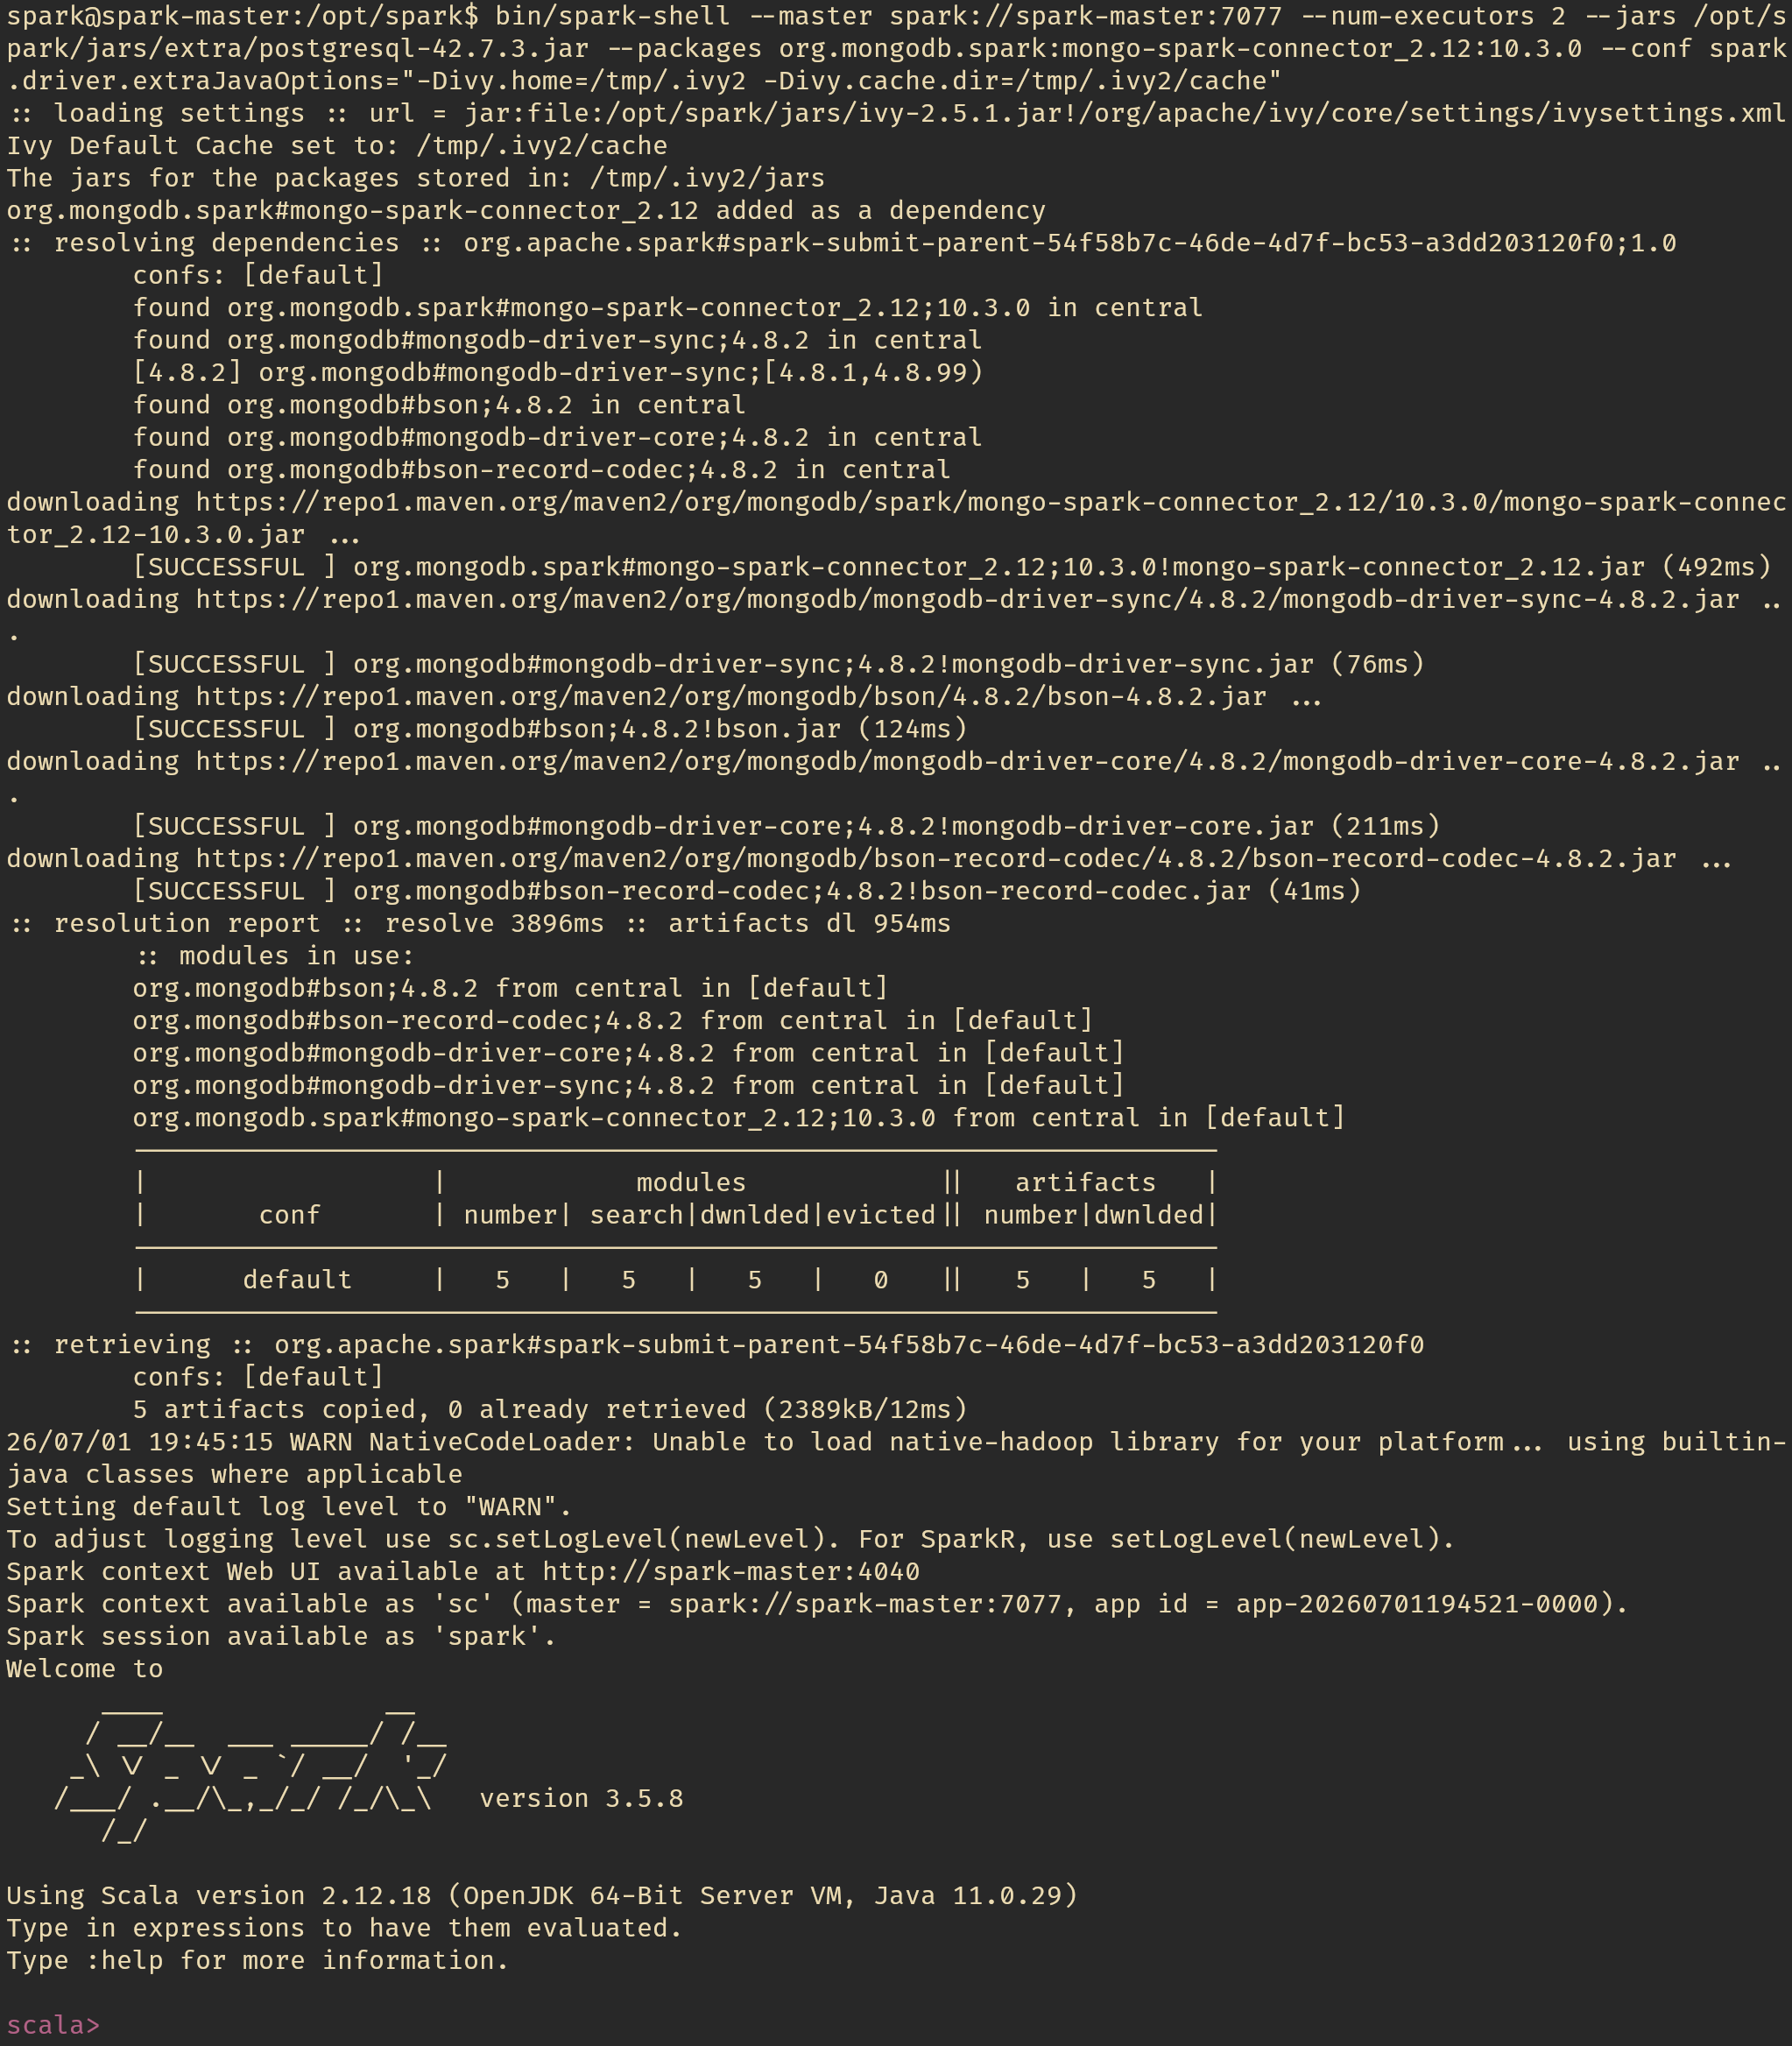 spark@spark-master:/opt/spark$ bin/spark-shell --master spark://spark-master:7077 --num-executors 2 --jars /opt/s
park/jars/extra/postgresql-42.7.3.jar --packages org.mongodb.spark:mongo-spark-connector_2.12:10.3.0 --conf spark
.driver.extraJavaOptions="-Divy.home=/tmp/.ivy2 -Divy.cache.dir=/tmp/.ivy2/cache"
:: loading settings :: url = jar:file:/opt/spark/jars/ivy-2.5.1.jar!/org/apache/ivy/core/settings/ivysettings.xml
Ivy Default Cache set to: /tmp/.ivy2/cache
The jars for the packages stored in: /tmp/.ivy2/jars
org.mongodb.spark#mongo-spark-connector_2.12 added as a dependency
:: resolving dependencies :: org.apache.spark#spark-submit-parent-54f58b7c-46de-4d7f-bc53-a3dd203120f0;1.0
        confs: [default]
        found org.mongodb.spark#mongo-spark-connector_2.12;10.3.0 in central
        found org.mongodb#mongodb-driver-sync;4.8.2 in central
        [4.8.2] org.mongodb#mongodb-driver-sync;[4.8.1,4.8.99)
        found org.mongodb#bson;4.8.2 in central
        found org.mongodb#mongodb-driver-core;4.8.2 in central
        found org.mongodb#bson-record-codec;4.8.2 in central
downloading https://repo1.maven.org/maven2/org/mongodb/spark/mongo-spark-connector_2.12/10.3.0/mongo-spark-connec
tor_2.12-10.3.0.jar ...
        [SUCCESSFUL ] org.mongodb.spark#mongo-spark-connector_2.12;10.3.0!mongo-spark-connector_2.12.jar (492ms)
downloading https://repo1.maven.org/maven2/org/mongodb/mongodb-driver-sync/4.8.2/mongodb-driver-sync-4.8.2.jar ..
.
        [SUCCESSFUL ] org.mongodb#mongodb-driver-sync;4.8.2!mongodb-driver-sync.jar (76ms)
downloading https://repo1.maven.org/maven2/org/mongodb/bson/4.8.2/bson-4.8.2.jar ...
        [SUCCESSFUL ] org.mongodb#bson;4.8.2!bson.jar (124ms)
downloading https://repo1.maven.org/maven2/org/mongodb/mongodb-driver-core/4.8.2/mongodb-driver-core-4.8.2.jar ..
.
        [SUCCESSFUL ] org.mongodb#mongodb-driver-core;4.8.2!mongodb-driver-core.jar (211ms)
downloading https://repo1.maven.org/maven2/org/mongodb/bson-record-codec/4.8.2/bson-record-codec-4.8.2.jar ...
        [SUCCESSFUL ] org.mongodb#bson-record-codec;4.8.2!bson-record-codec.jar (41ms)
:: resolution report :: resolve 3896ms :: artifacts dl 954ms
        :: modules in use:
        org.mongodb#bson;4.8.2 from central in [default]
        org.mongodb#bson-record-codec;4.8.2 from central in [default]
        org.mongodb#mongodb-driver-core;4.8.2 from central in [default]
        org.mongodb#mongodb-driver-sync;4.8.2 from central in [default]
        org.mongodb.spark#mongo-spark-connector_2.12;10.3.0 from central in [default]
        ---------------------------------------------------------------------
        |                  |            modules            ||   artifacts   |
        |       conf       | number| search|dwnlded|evicted|| number|dwnlded|
        ---------------------------------------------------------------------
        |      default     |   5   |   5   |   5   |   0   ||   5   |   5   |
        ---------------------------------------------------------------------
:: retrieving :: org.apache.spark#spark-submit-parent-54f58b7c-46de-4d7f-bc53-a3dd203120f0
        confs: [default]
        5 artifacts copied, 0 already retrieved (2389kB/12ms)
26/07/01 19:45:15 WARN NativeCodeLoader: Unable to load native-hadoop library for your platform... using builtin-
java classes where applicable
Setting default log level to "WARN".
To adjust logging level use sc.setLogLevel(newLevel). For SparkR, use setLogLevel(newLevel).
Spark context Web UI available at http://spark-master:4040
Spark context available as 'sc' (master = spark://spark-master:7077, app id = app-20260701194521-0000).
Spark session available as 'spark'.
Welcome to
      ____              __
     / __/__  ___ _____/ /__
    _\ \/ _ \/ _ `/ __/  '_/
   /___/ .__/\_,_/_/ /_/\_\   version 3.5.8
      /_/

Using Scala version 2.12.18 (OpenJDK 64-Bit Server VM, Java 11.0.29)
Type in expressions to have them evaluated.
Type :help for more information.

scala>